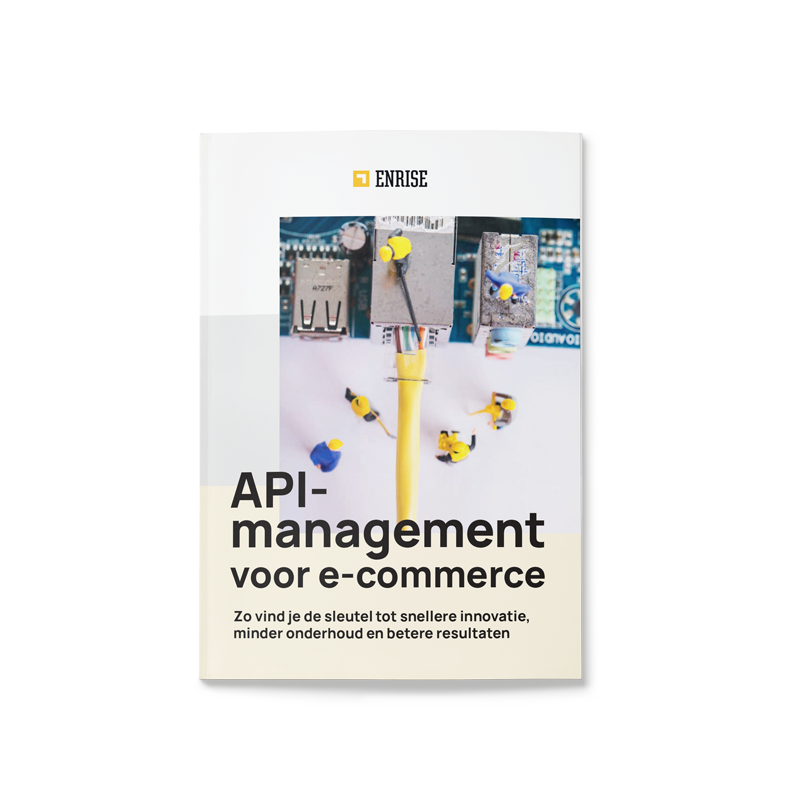 ENRISE
API-
management
voor e-commerce
Zo vind je de sleutel tot snellere innovatie,
minder onderhoud en betere resultaten